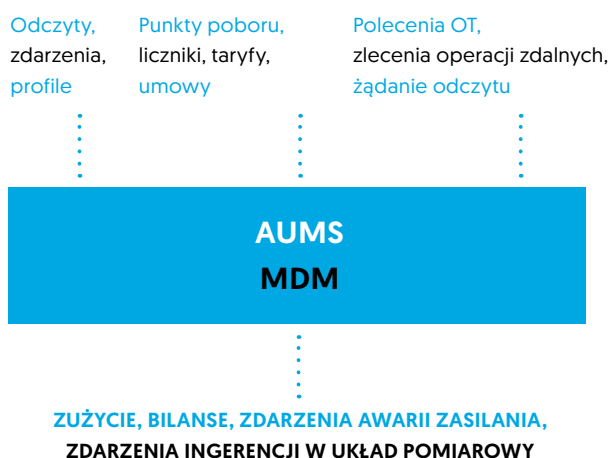 Odczyty,
zdarzenia,
profile
Punkty poboru,
liczniki, taryfy,
umowy
Polecenia OT,
zlecenia operacji zdalnych,
żądanie odczytu
AUMS
MDM
ZUŻYCIE, BILANSE, ZDARZENIA AWARII ZASILANIA,
ZDARZENIA INGERENCJI W UKŁAD POMIAROWY